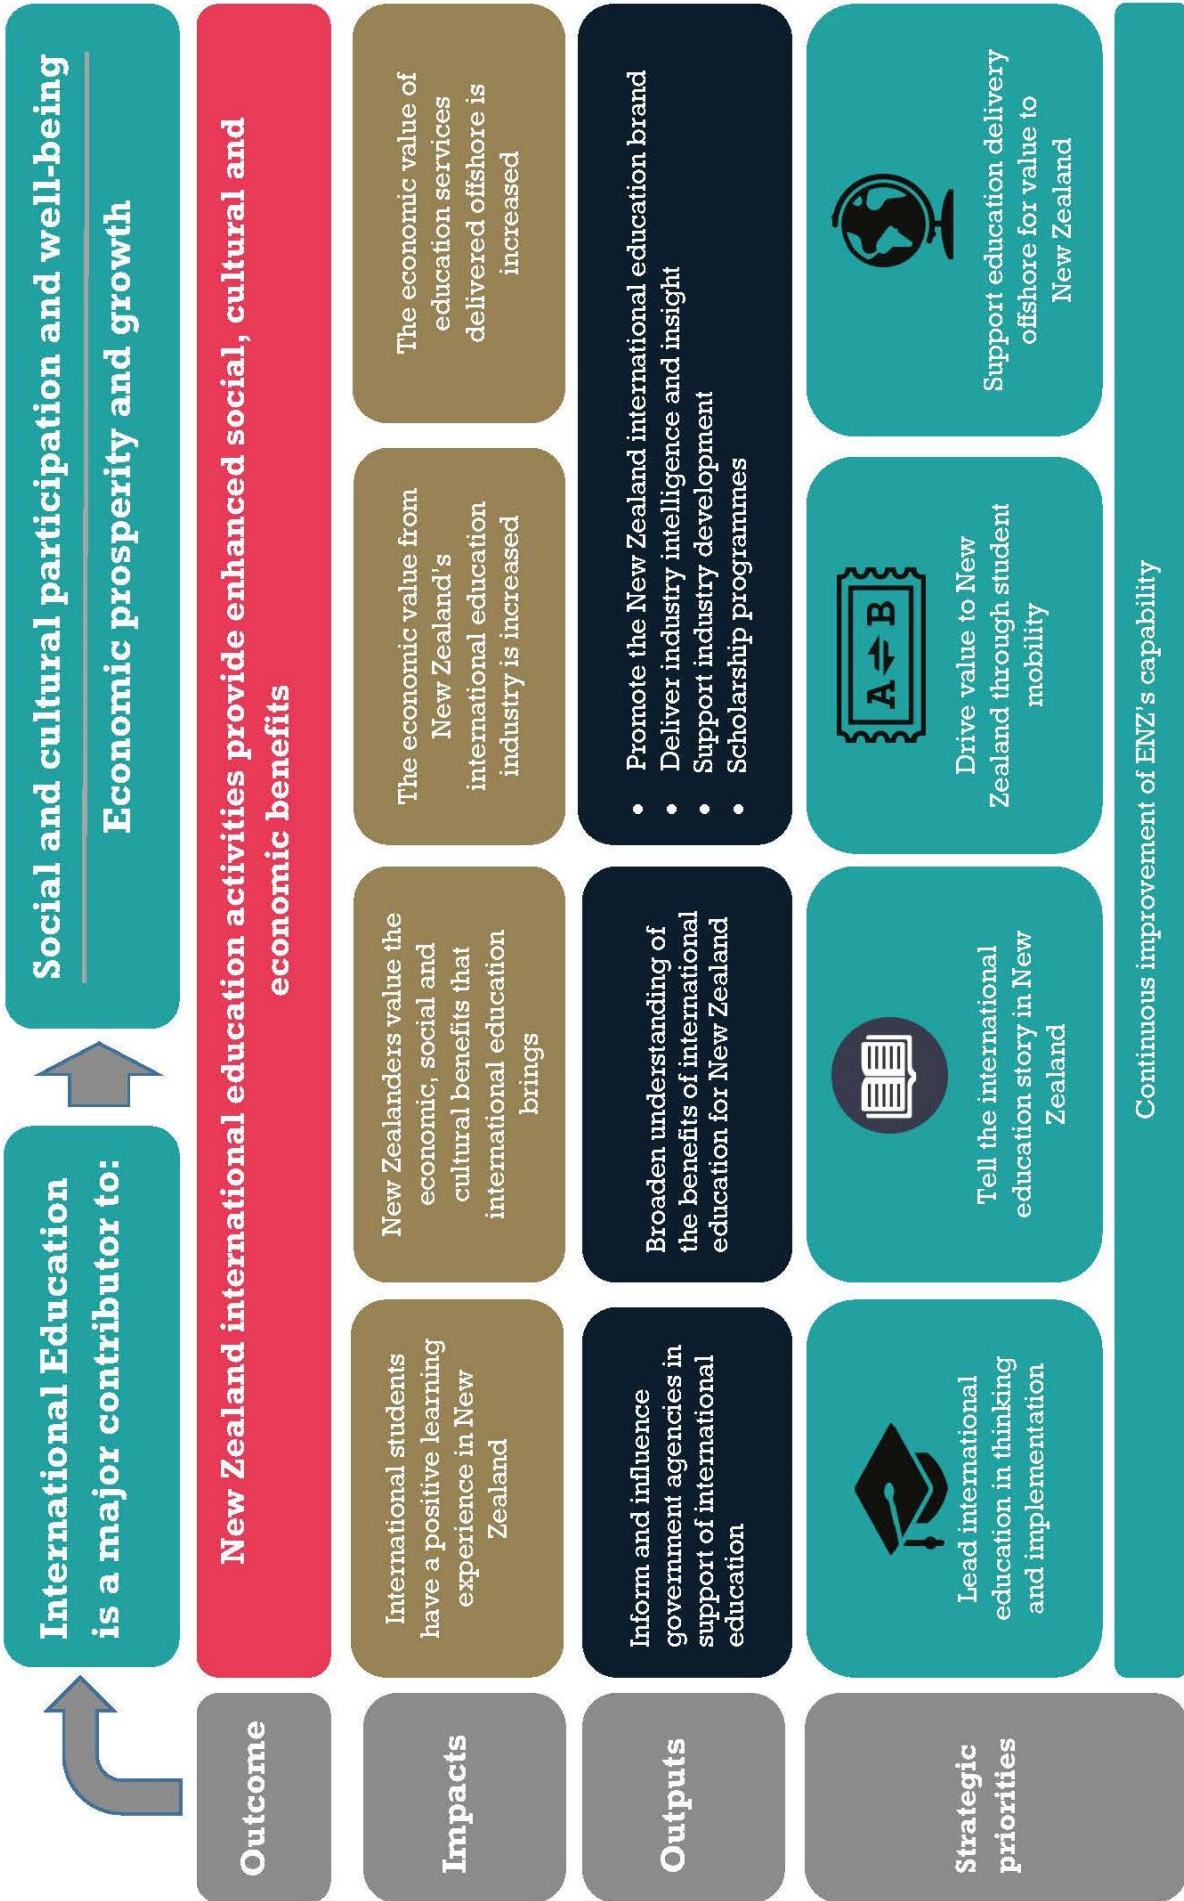 International Education
is a major contributor to:
Social and cultural participation and well-being
Economic prosperity and growth
Outcome
New Zealand international education activities provide enhanced social, cultural and
economic benefits
Impacts
International students
have a positive learning
experience in New
Zealand
New Zealanders value the
economic, social and
cultural benefits that
international education
brings
The economic value from
New Zealand's
international education
industry is increased
The economic value of
education services
delivered offshore is
increased
Outputs
Inform and influence
government agencies in
support of international
education
Broaden understanding of
the benefits of international
education for New Zealand
• Promote the New Zealand international education brand
• Deliver industry intelligence and insight
• Support industry development
• Scholarship programmes
Strategic
priorities
Lead international
education in thinking
and implementation
Tell the international
education story in New
Zealand
A B
Drive value to New
Zealand through student
mobility
Support education delivery
offshore for value to
New Zealand
Continuous improvement of ENZ's capability